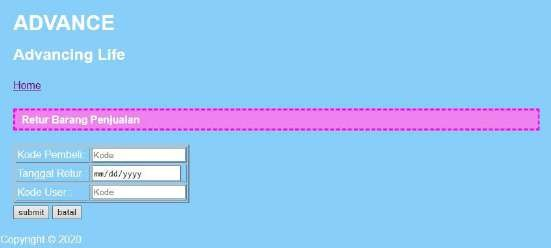 ADVANCE
Advancing Life
Home
Retur Barang Penjualan
Kode Pembeli: Kode
Tanggal Retur: mm/dd/yyyy
Kode User: Kode
submit batal
Copyright © 2020